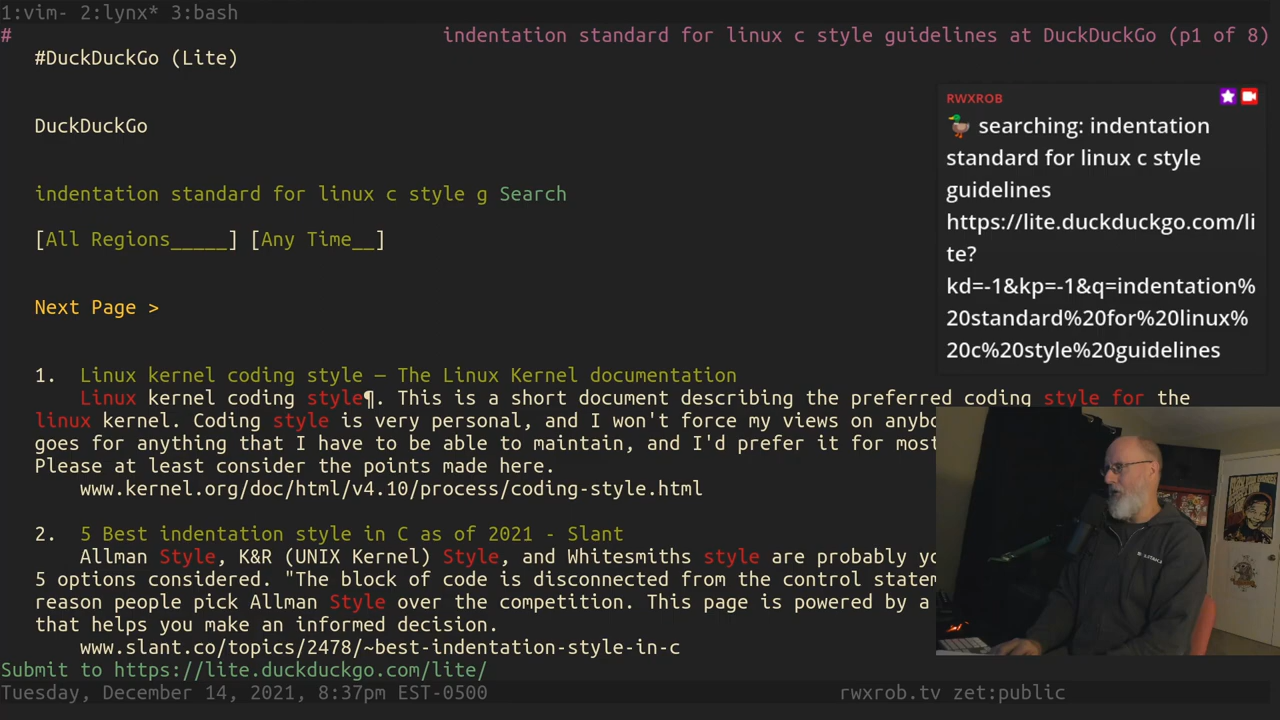 1:vim- 2:lynx* 3:bash
# indentation standard for linux c style guidelines at DuckDuckGo (p1 of 8)
#DuckDuckGo (Lite)
DuckDuckGo
indentation standard for linux c style g Search
[All Regions_____] [Any Time__]
Next Page >
1. Linux kernel coding style — The Linux Kernel documentation
Linux kernel coding style¶. This is a short document describing the preferred coding style for the
linux kernel. Coding style is very personal, and I won't force my views on
goes for anything that I have to be able to maintain, and I'd prefer it for most
Please at least consider the points made here.
www.kernel.org/doc/html/v4.10/process/coding-style.html
2. 5 Best indentation style in C as of 2021 - Slant
Allman Style, K&R (UNIX Kernel) Style, and Whitesmiths style are probably
5 options considered. "The block of code is disconnected from the control
reason people pick Allman Style over the competition. This page is powered by a
that helps you make an informed decision.
www.slant.co/topics/2478/~best-indentation-style-in-c
Submit to https://lite.duckduckgo.com/lite/
Tuesday, December 14, 2021, 8:37pm EST-0500 rwxrob.tv zet:public
RWXROB
🦆 searching: indentation
standard for linux c style
guidelines
https://lite.duckduckgo.com/li
te?
kd=-1&kp=-1&q=indentation%
20standard%20for%20linux%
20c%20style%20guidelines